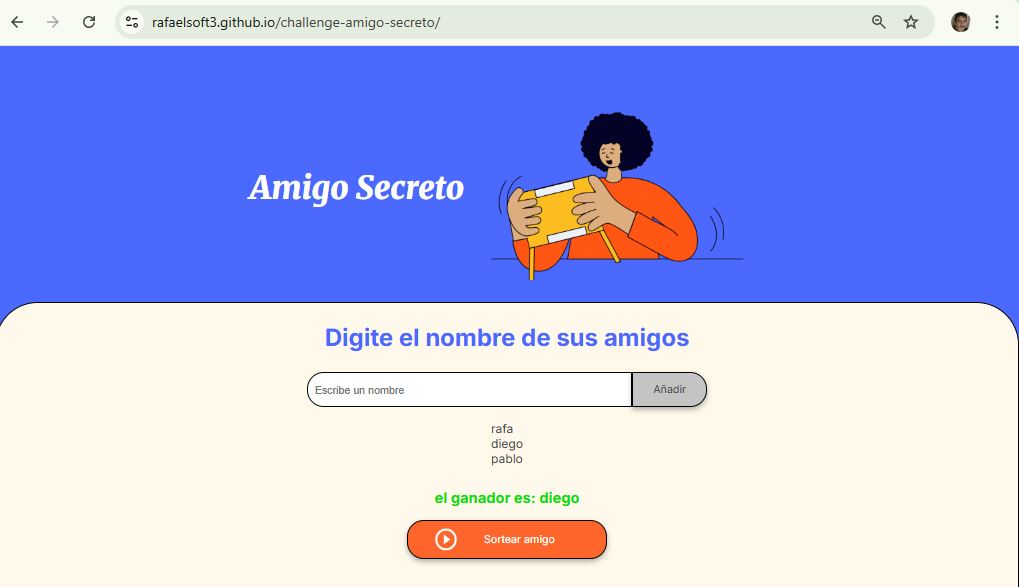 rafaelsoft3.github.io/challenge-amigo-secreto/
Amigo Secreto
Digite el nombre de sus amigos
Escribe un nombre
Añadir
rafa
diego
pablo
el ganador es: diego
Sortear amigo